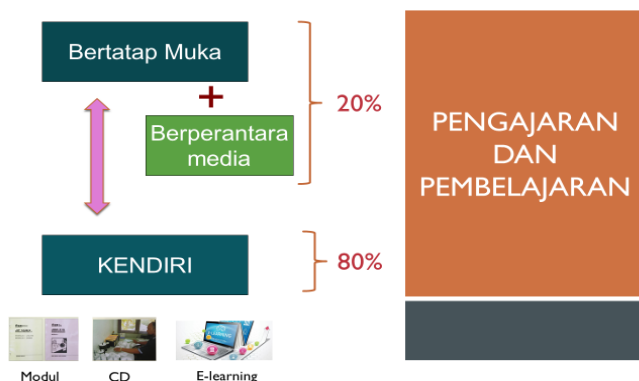 Bertatap Muka
+
Berperantara
media
20%
KENDIRI
80%
Modul
CD
E-learning
PENGAJARAN
DAN
PEMBELAJARAN